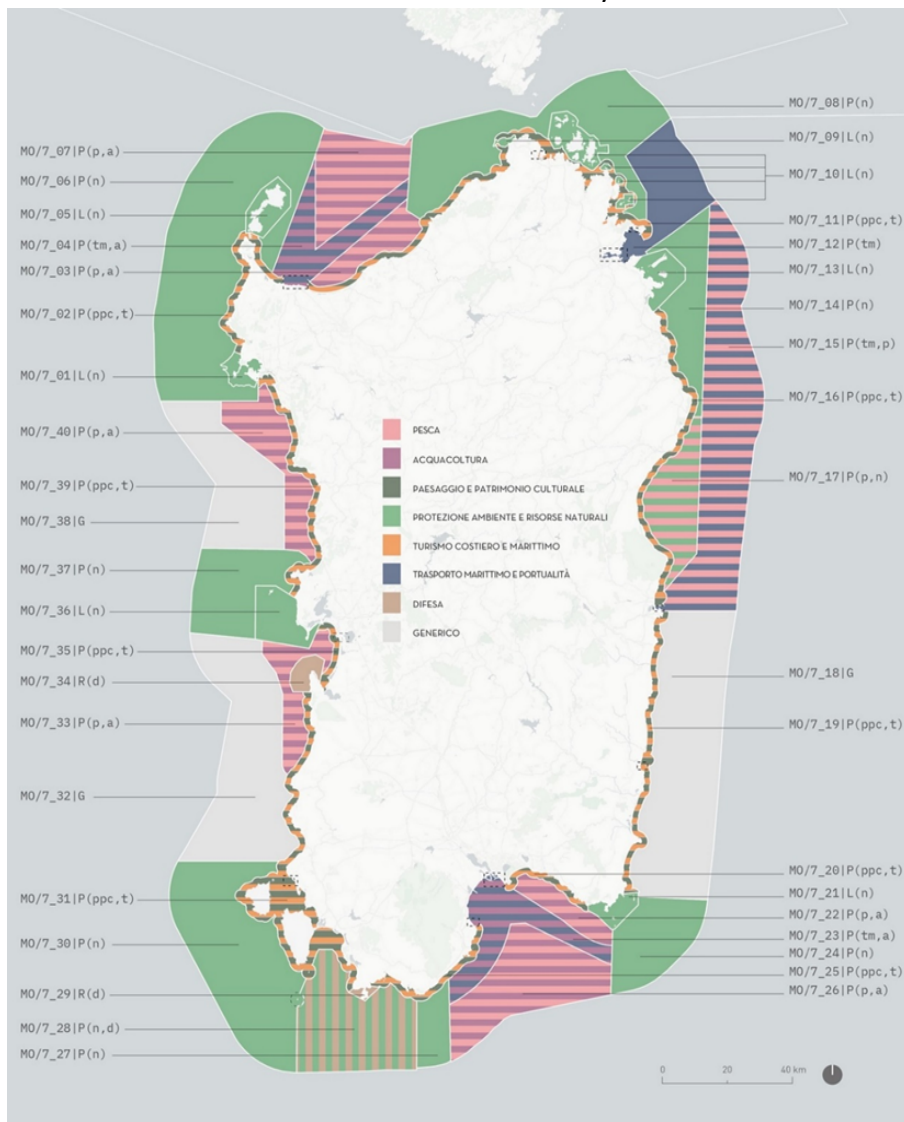 MO/7_07|P(p,a)
MO/7_06|P(n)
MO/7_05|L(n)
MO/7_04|P(tm,a)
MO/7_03|P(p,a)
MO/7_02|P(ppc,t)
MO/7_01|L(n)
MO/7_40|P(p,a)
MO/7_39|P(ppc,t)
MO/7_38|G
MO/7_37|P(n)
MO/7_36|L(n)
MO/7_35|P(ppc,t)
MO/7_34|R(d)
MO/7_33|P(p,a)
MO/7_32|G
MO/7_31|P(ppc,t)
MO/7_30|P(n)
MO/7_29|R(d)
MO/7_28|P(n,d)
MO/7_27|P(n)
PESCA
ACQUACOLTURA
PAESAGGIO E PATRIMONIO CULTURALE
PROTEZIONE AMBIENTE E RISORSE NATURALI
TURISMO COSTIERO E MARITTIMO
TRASPORTO MARITTIMO E PORTUALITÀ
DIFESA
GENERICO
MO/7_08|P(n)
MO/7_09|L(n)
MO/7_10|L(n)
MO/7_11|P(ppc,t)
MO/7_12|P(tm)
MO/7_13|L(n)
MO/7_14|P(n)
MO/7_15|P(tm,p)
MO/7_16|P(ppc,t)
MO/7_17|P(p,n)
MO/7_18|G
MO/7_19|P(ppc,t)
MO/7_20|P(ppc,t)
MO/7_21|L(n)
MO/7_22|P(p,a)
MO/7_23|P(tm,a)
MO/7_24|P(n)
MO/7_25|P(ppc,t)
MO/7_26|P(p,a)
0 20 40 km